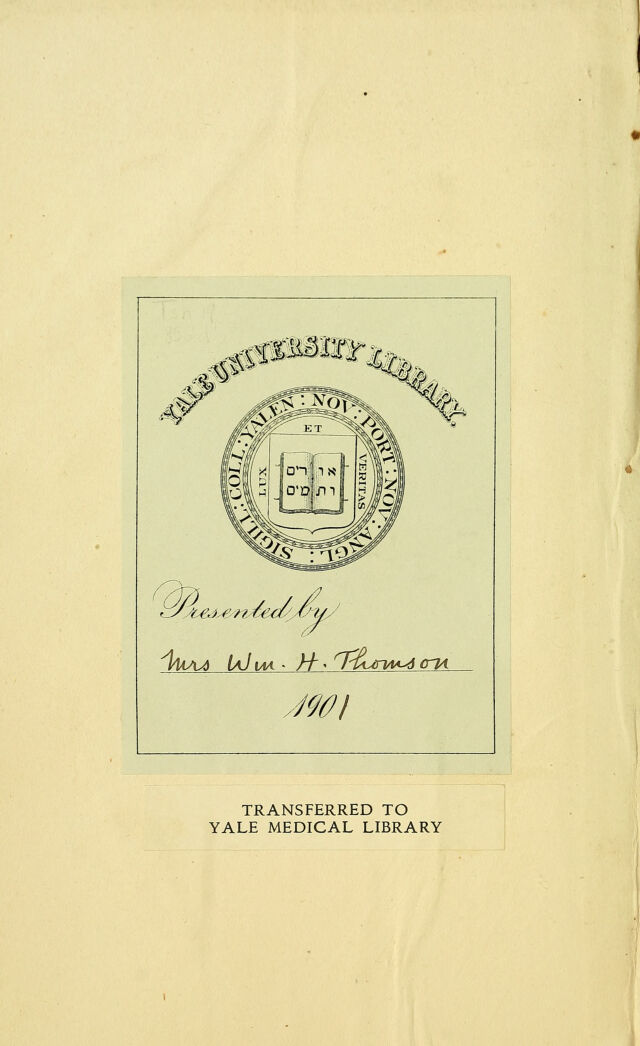 YALE UNIVERSITY LIBRARY.
SIGILL : COLL : YALEN : NOV : PORT : NOV : ANGL :
ET
LUX
VERITAS
אורים
ותמים
Presented by
Mrs Wm. H. Thomson
1901
TRANSFERRED TO
YALE MEDICAL LIBRARY